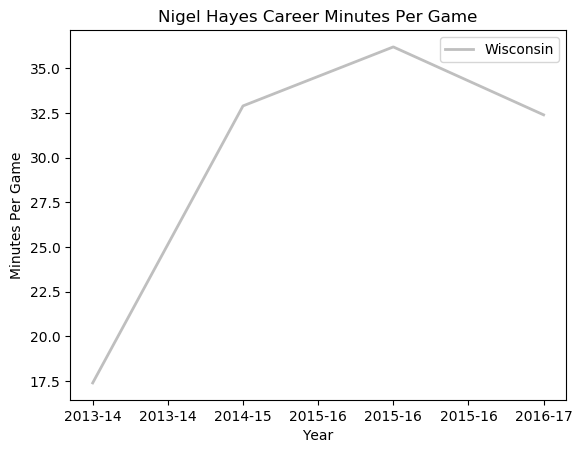 Nigel Hayes Career Minutes Per Game
Wisconsin
35.0
32.5
30.0
27.5
25.0
22.5
20.0
17.5
Minutes Per Game
2013-14 2013-14 2014-15 2015-16 2015-16 2015-16 2016-17
Year